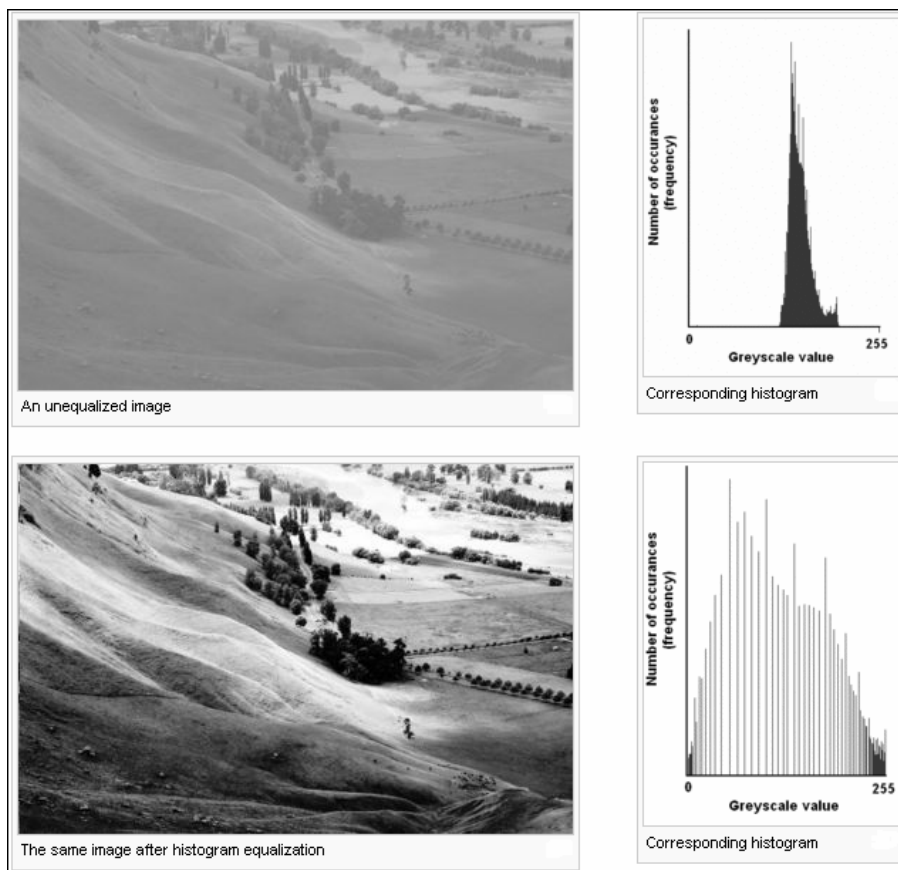 Number of occurances
(frequency)
0
255
Greyscale value
An unequalized image
Corresponding histogram
Number of occurances
(frequency)
0
255
Greyscale value
The same image after histogram equalization
Corresponding histogram